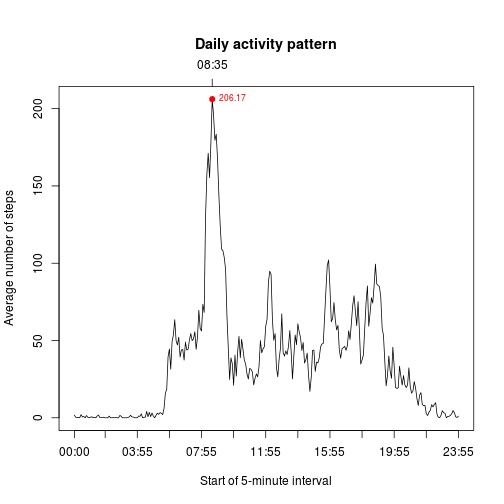 Daily activity pattern
08:35
206.17
Average number of steps
200
150
100
50
0
00:00 03:55 07:55 11:55 15:55 19:55 23:55
Start of 5-minute interval